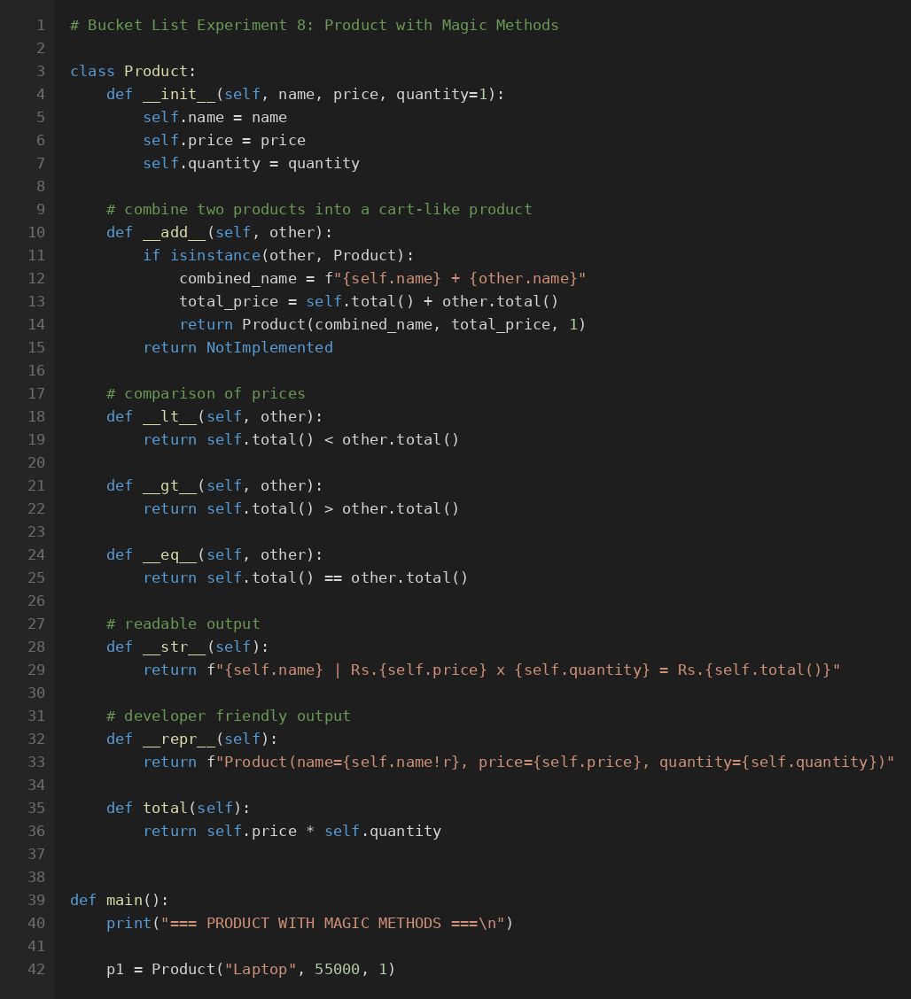 1 # Bucket List Experiment 8: Product with Magic Methods
2
3 class Product:
4     def __init__(self, name, price, quantity=1):
5         self.name = name
6         self.price = price
7         self.quantity = quantity
8
9     # combine two products into a cart-like product
10     def __add__(self, other):
11         if isinstance(other, Product):
12             combined_name = f"{self.name} + {other.name}"
13             total_price = self.total() + other.total()
14             return Product(combined_name, total_price, 1)
15         return NotImplemented
16
17     # comparison of prices
18     def __lt__(self, other):
19         return self.total() < other.total()
20
21     def __gt__(self, other):
22         return self.total() > other.total()
23
24     def __eq__(self, other):
25         return self.total() == other.total()
26
27     # readable output
28     def __str__(self):
29         return f"{self.name} | Rs.{self.price} x {self.quantity} = Rs.{self.total()}"
30
31     # developer friendly output
32     def __repr__(self):
33         return f"Product(name={self.name!r}, price={self.price}, quantity={self.quantity})"
34
35     def total(self):
36         return self.price * self.quantity
37
38
39 def main():
40     print("=== PRODUCT WITH MAGIC METHODS ===\n")
41
42     p1 = Product("Laptop", 55000, 1)